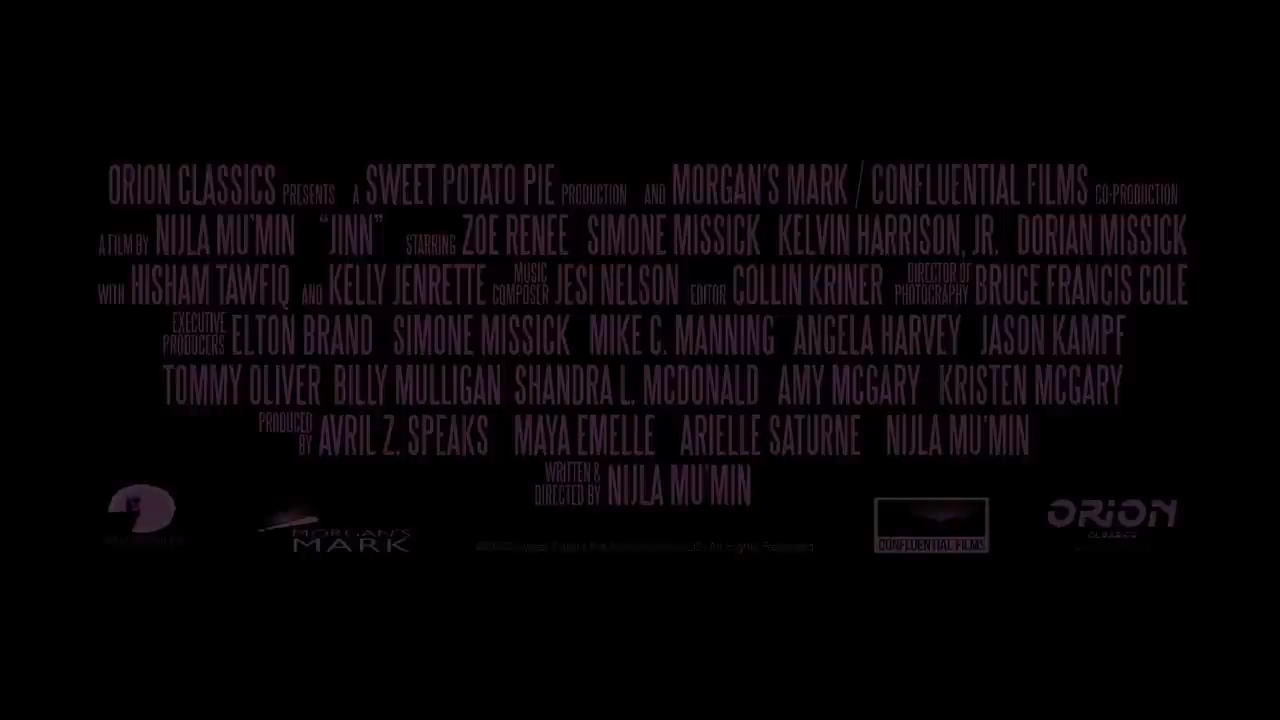 ORION CLASSICS PRESENTS A SWEET POTATO PIE PRODUCTION AND MORGAN'S MARK / CONFLUENTIAL FILMS CO-PRODUCTION
A FILM BY NIJLA MU'MIN "JINN" STARRING ZOE RENEE SIMONE MISSICK KELVIN HARRISON, JR. DORIAN MISSICK
WITH HISHAM TAWFIQ AND KELLY JENRETTE MUSIC COMPOSER JESI NELSON EDITOR COLLIN KRINER DIRECTOR OF PHOTOGRAPHY BRUCE FRANCIS COLE
EXECUTIVE PRODUCERS ELTON BRAND SIMONE MISSICK MIKE C. MANNING ANGELA HARVEY JASON KAMPF
TOMMY OLIVER BILLY MULLIGAN SHANDRA L. MCDONALD AMY MCGARY KRISTEN MCGARY
PRODUCED BY AVRIL Z. SPEAKS MAYA EMELLE ARIELLE SATURNE NIJLA MU'MIN
WRITTEN & DIRECTED BY NIJLA MU'MIN
MORGAN'S MARK
All Rights Reserved
CONFLUENTIAL FILMS
ORION CLASSICS